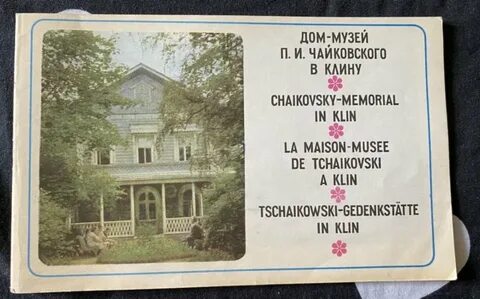 ДОМ-МУЗЕЙ
П. И. ЧАЙКОВСКОГО
В КЛИНУ
CHAIKOVSKY-MEMORIAL
IN KLIN
LA MAISON-MUSEE
DE TCHAIKOVSKI
A KLIN
TSCHAIKOWSKI-GEDENKSTÄTTE
IN KLIN